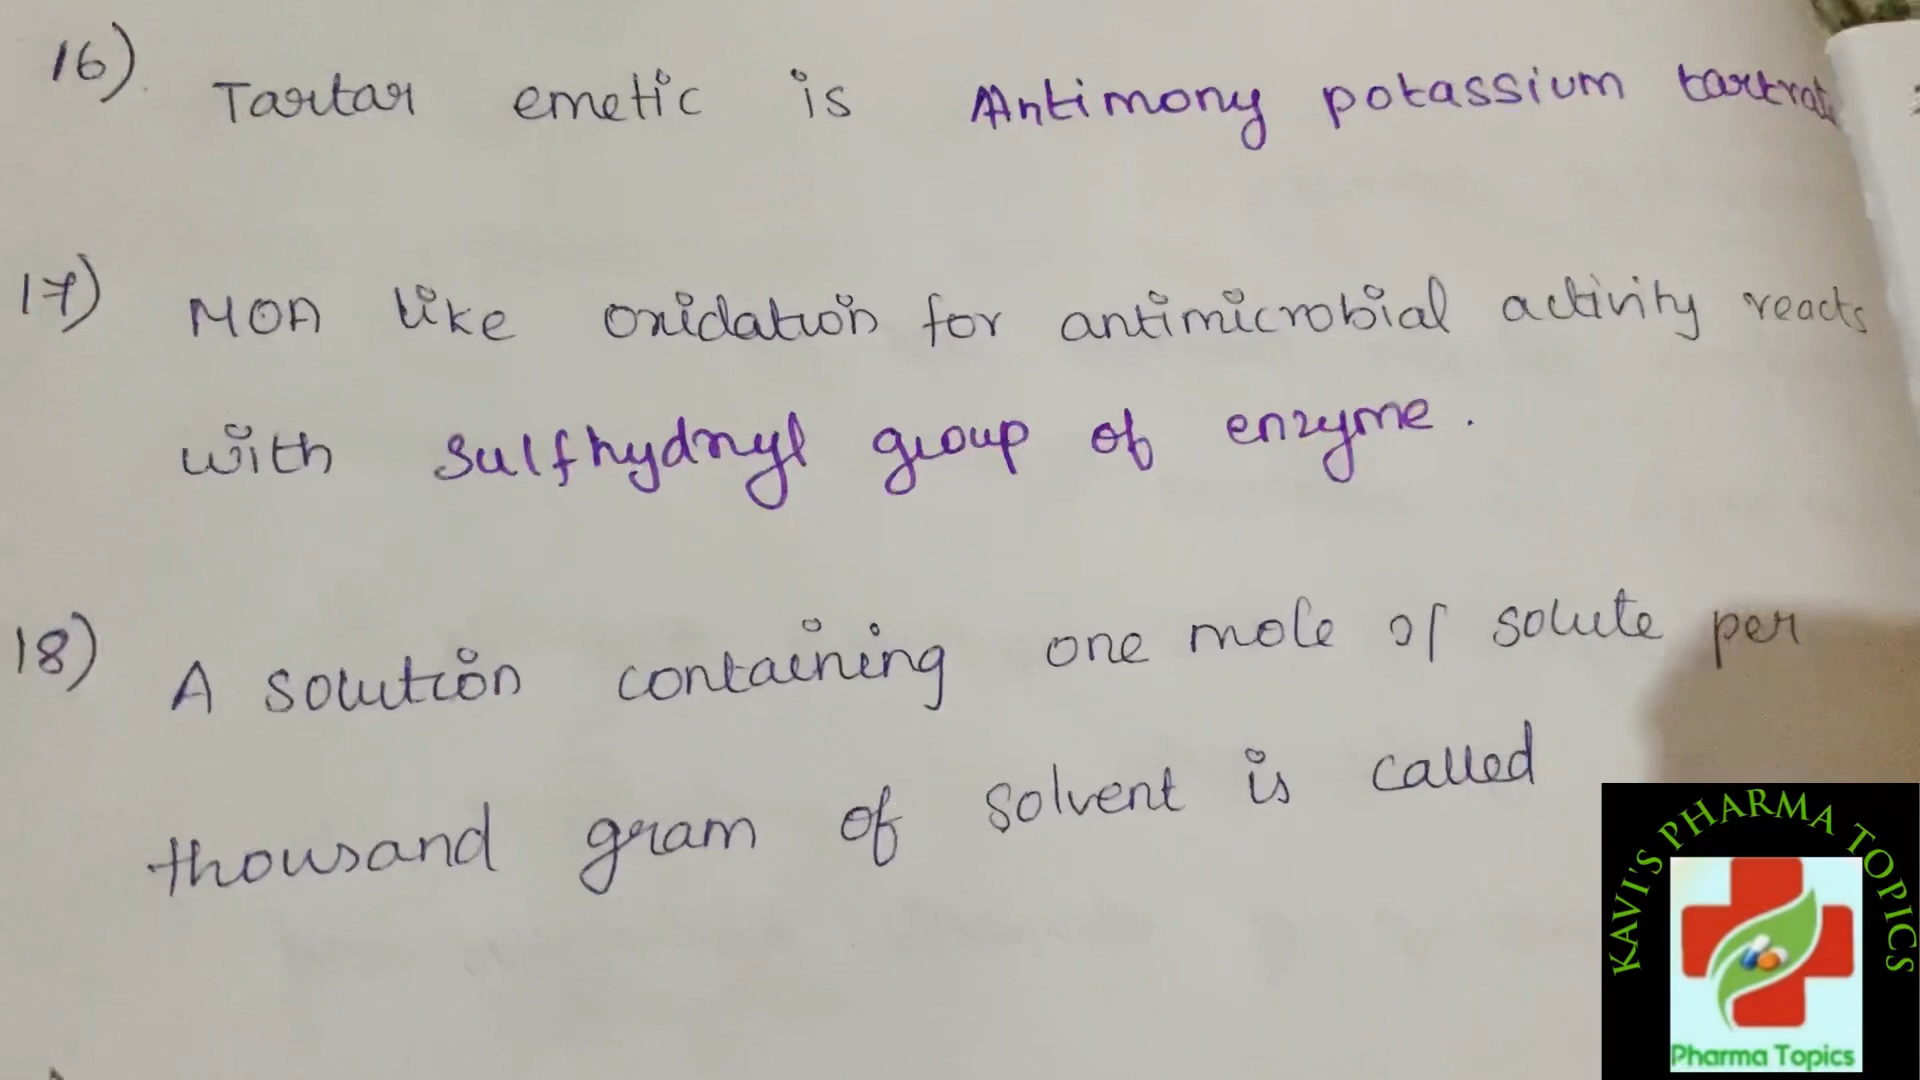 16)
Tartar emetic is Antimony potassium tartrat
17) MOA like oxidation for antimicrobial activity reacts
with sulfhydryl group of enzyme.
18) A solution containing one mole of solute per
thousand gram of solvent is called
KAVI'S PHARMA TOPICS
Pharma Topics